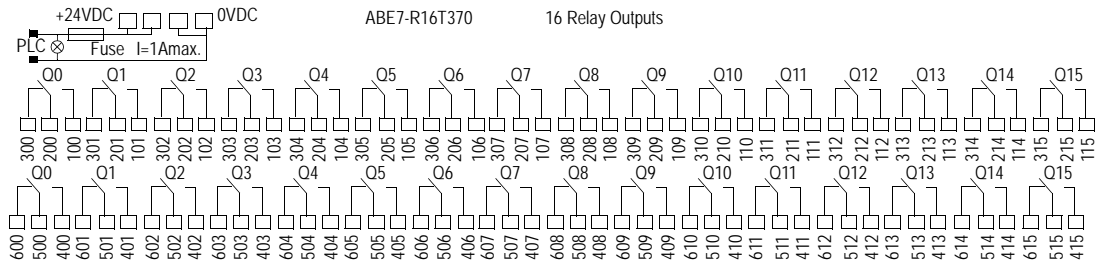 +24VDC 0VDC ABE7-R16T370 16 Relay Outputs
PLC Fuse I=1Amax.
Q0 Q1 Q2 Q3 Q4 Q5 Q6 Q7 Q8 Q9 Q10 Q11 Q12 Q13 Q14 Q15
300 200 100 301 201 101 302 202 102 303 203 103 304 204 104 305 205 105 306 206 106 307 207 107 308 208 108 309 209 109 310 210 110 311 211 111 312 212 112 313 213 113 314 214 114 315 215 115
Q0 Q1 Q2 Q3 Q4 Q5 Q6 Q7 Q8 Q9 Q10 Q11 Q12 Q13 Q14 Q15
600 500 400 601 501 401 602 502 402 603 503 403 604 504 404 605 505 405 606 506 406 607 507 407 608 508 408 609 509 409 610 510 410 611 511 411 612 512 412 613 513 413 614 514 414 615 515 415